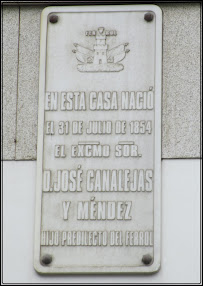 EN ESTA CASA NACIÓ
EL 31 DE JULIO DE 1854
EL EXCMO SOR.
D. JOSÉ CANALEJAS
Y MÉNDEZ
HIJO PREDILECTO DEL FERROL